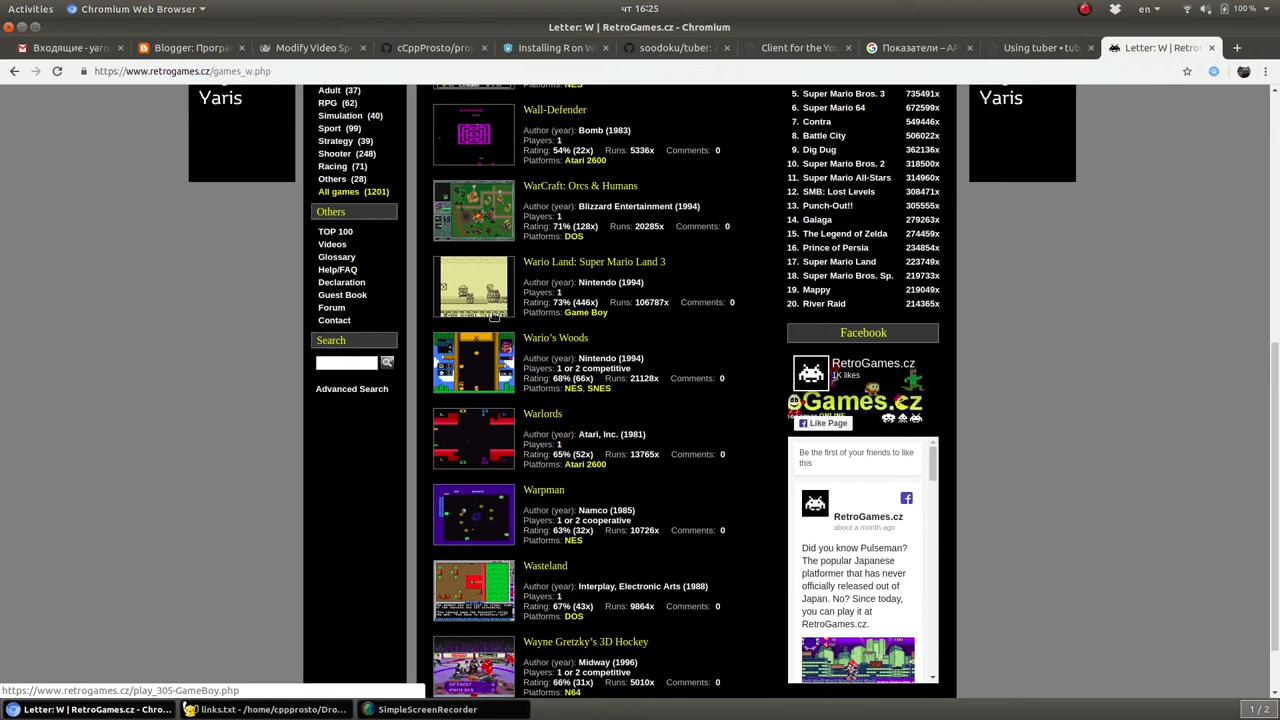 Activities
Chromium Web Browser
чт 16:25
en
100 %
Letter: W | RetroGames.cz - Chromium
Входящие - yaros
Blogger: Програм
Modify Video Spe
cCppProsto/proj
Installing R on Wi
soodoku/tuber: A
Client for the You
Показатели – API
Using tuber • tub
Letter: W | RetroG
https://www.retrogames.cz/games_w.php
Yaris
Adult (37)
RPG (62)
Simulation (40)
Sport (99)
Strategy (39)
Shooter (248)
Racing (71)
Others (28)
All games (1201)
Others
TOP 100
Videos
Glossary
Help/FAQ
Declaration
Guest Book
Forum
Contact
Search
Advanced Search
NES
Wall-Defender
Author (year): Bomb (1983)
Players: 1
Rating: 54% (22x) Runs: 5336x Comments: 0
Platforms: Atari 2600
WarCraft: Orcs & Humans
Author (year): Blizzard Entertainment (1994)
Players: 1
Rating: 71% (128x) Runs: 20285x Comments: 0
Platforms: DOS
Wario Land: Super Mario Land 3
Author (year): Nintendo (1994)
Players: 1
Rating: 73% (446x) Runs: 106787x Comments: 0
Platforms: Game Boy
Wario's Woods
Author (year): Nintendo (1994)
Players: 1 or 2 competitive
Rating: 68% (66x) Runs: 21128x Comments: 0
Platforms: NES, SNES
Warlords
Author (year): Atari, Inc. (1981)
Players: 1
Rating: 65% (52x) Runs: 13765x Comments: 0
Platforms: Atari 2600
Warpman
Author (year): Namco (1985)
Players: 1 or 2 cooperative
Rating: 63% (32x) Runs: 10726x Comments: 0
Platforms: NES
Wasteland
Author (year): Interplay, Electronic Arts (1988)
Players: 1
Rating: 67% (43x) Runs: 9864x Comments: 0
Platforms: DOS
Wayne Gretzky's 3D Hockey
Author (year): Midway (1996)
Players: 1 or 2 competitive
Rating: 66% (31x) Runs: 5010x Comments: 0
Platforms: N64
5. Super Mario Bros. 3 735491x
6. Super Mario 64 672599x
7. Contra 549446x
8. Battle City 506022x
9. Dig Dug 362136x
10. Super Mario Bros. 2 318500x
11. Super Mario All-Stars 314960x
12. SMB: Lost Levels 308471x
13. Punch-Out!! 305555x
14. Galaga 279263x
15. The Legend of Zelda 274459x
16. Prince of Persia 234854x
17. Super Mario Land 223749x
18. Super Mario Bros. Sp. 219733x
19. Mappy 219049x
20. River Raid 214365x
Facebook
RetroGames.cz
1K likes
Games.cz
Like Page
Be the first of your friends to like
this
RetroGames.cz
about a month ago
Did you know Pulseman?
The popular Japanese
platformer that has never
officially released out of
Japan. No? Since today,
you can play it at
RetroGames.cz.
Yaris
https://www.retrogames.cz/play_305-GameBoy.php
Letter: W | RetroGames.cz - Chro...
links.txt - /home/cppprosto/Dro...
SimpleScreenRecorder
1 / 2